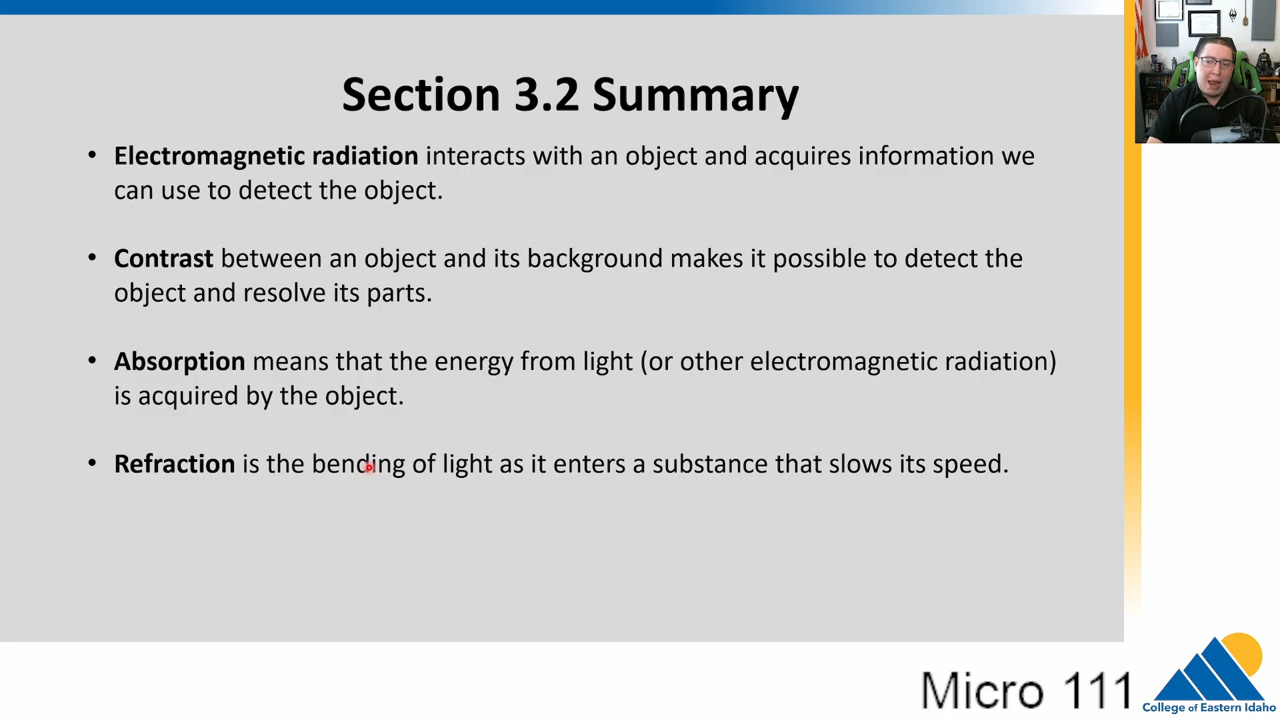 Section 3.2 Summary
• Electromagnetic radiation interacts with an object and acquires information we
can use to detect the object.
• Contrast between an object and its background makes it possible to detect the
object and resolve its parts.
• Absorption means that the energy from light (or other electromagnetic radiation)
is acquired by the object.
• Refraction is the bending of light as it enters a substance that slows its speed.
Micro 111
College of Eastern Idaho